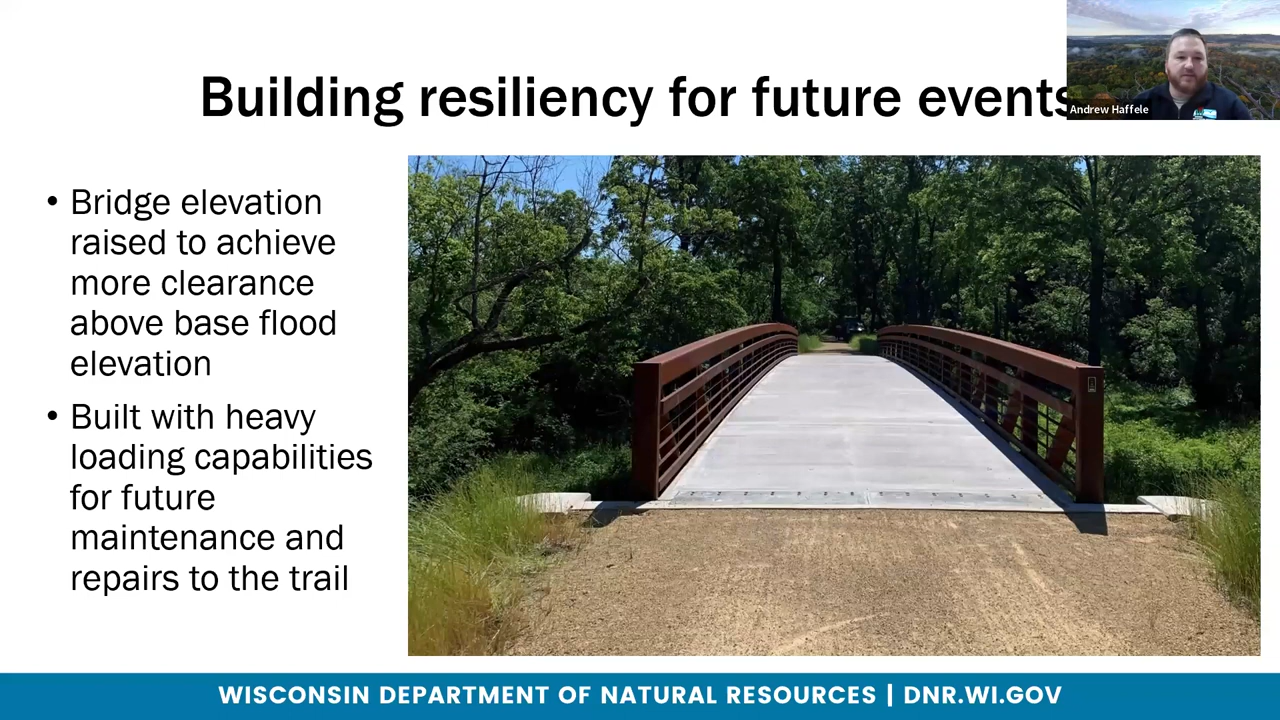 Building resiliency for future events
Andrew Haffele
• Bridge elevation
raised to achieve
more clearance
above base flood
elevation
• Built with heavy
loading capabilities
for future
maintenance and
repairs to the trail
WISCONSIN DEPARTMENT OF NATURAL RESOURCES | DNR.WI.GOV